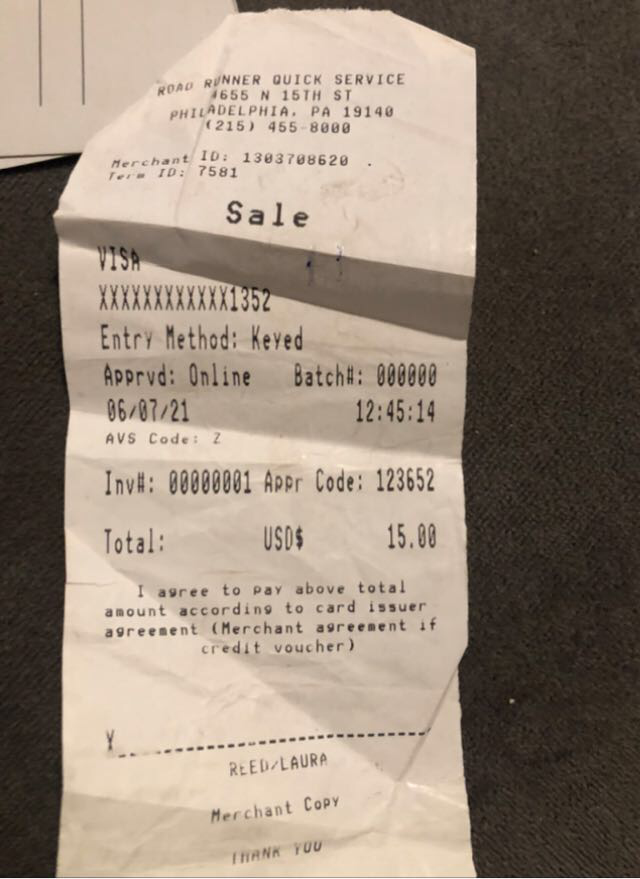 ROAD RUNNER QUICK SERVICE
4655 N 15TH ST
PHILADELPHIA, PA 19140
(215) 455-8000
Merchant ID: 1303708620 .
Term ID: 7581
Sale
VISA
XXXXXXXXXXXX1352
Entry Method: Keyed
Apprvd: Online Batch#: 000000
06/07/21 12:45:14
AVS Code: Z
Inv#: 00000001 Appr Code: 123652
Total: USD$ 15.00
I agree to pay above total
amount according to card issuer
agreement (Merchant agreement if
credit voucher)
X
REED/LAURA
Merchant Copy
THANK YOU